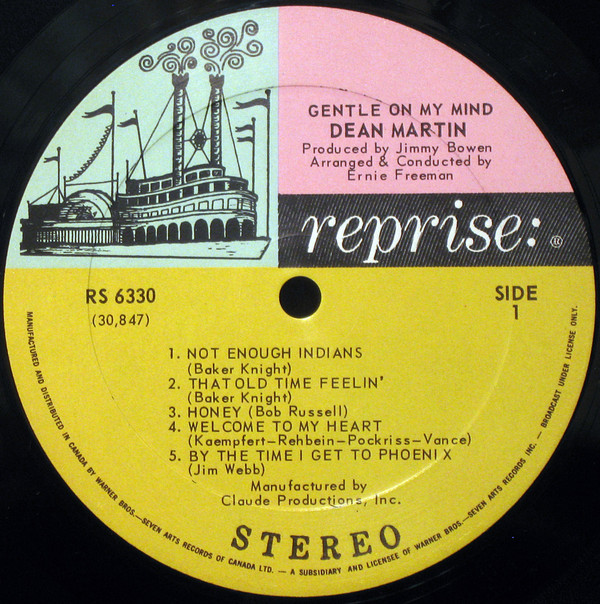 GENTLE ON MY MIND
DEAN MARTIN
Produced by Jimmy Bowen
Arranged & Conducted by
Ernie Freeman
reprise:®
RS 6330
(30,847)
SIDE
1
1. NOT ENOUGH INDIANS
(Baker Knight)
2. THAT OLD TIME FEELIN'
(Baker Knight)
3. HONEY (Bob Russell)
4. WELCOME TO MY HEART
(Kaempfert—Rehbein—Pockriss—Vance)
5. BY THE TIME I GET TO PHOENIX
(Jim Webb)
Manufactured by
Claude Productions, Inc.
STEREO
MANUFACTURED AND DISTRIBUTED IN CANADA BY WARNER BROS.—SEVEN ARTS RECORDS OF CANADA LTD. — A SUBSIDIARY AND LICENSEE OF WARNER BROS.—SEVEN ARTS RECORDS INC. — BROADCAST UNDER LICENSE ONLY.